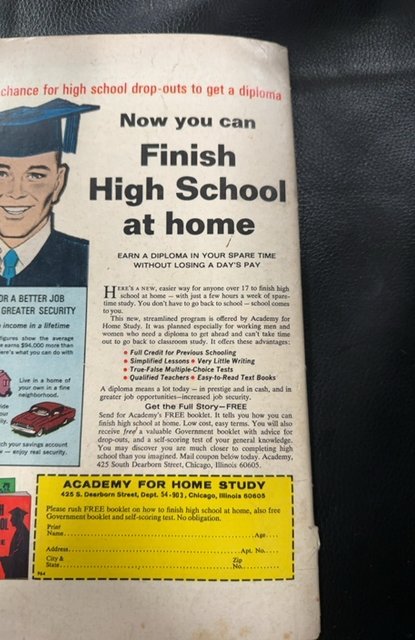 chance for high school drop-outs to get a diploma
Now you can
Finish
High School
at home
EARN A DIPLOMA IN YOUR SPARE TIME
WITHOUT LOSING A DAY'S PAY
HERE'S A NEW, easier way for anyone over 17 to finish high
school at home — with just a few hours a week of spare-
time study. You don't have to go back to school — school comes
to you.
This new, streamlined program is offered by Academy for
Home Study. It was planned especially for working men and
women who need a diploma to get ahead and can't take time
out to go back to classroom study. It offers these advantages:
• Full Credit for Previous Schooling
• Simplified Lessons • Very Little Writing
• True-False Multiple-Choice Tests
• Qualified Teachers • Easy-to-Read Text Books
A diploma means a lot today — in prestige and in cash, and in
greater job opportunities—increased job security.
Get the Full Story—FREE
Send for Academy's FREE booklet. It tells you how you can
finish high school at home. Low cost, easy terms. You will also
receive free a valuable Government booklet with advice for
drop-outs, and a self-scoring test of your general knowledge.
You may discover you are much closer to completing high
school than you imagined. Mail coupon below today. Academy,
425 South Dearborn Street, Chicago, Illinois 60605.
OR A BETTER JOB
GREATER SECURITY
income in a lifetime
figures show the average
e earns $94,000 more than
ere's what you can do with
Live in a home of
your own in a fine
neighborhood.
ch your savings account
— enjoy real security.
ACADEMY FOR HOME STUDY
425 S. Dearborn Street, Dept. 54-903, Chicago, Illinois 60605
Please rush FREE booklet on how to finish high school at home, also free
Government booklet and self-scoring test. No obligation.
Print
Name Age
Address Apt. No.
City & Zip
State No.